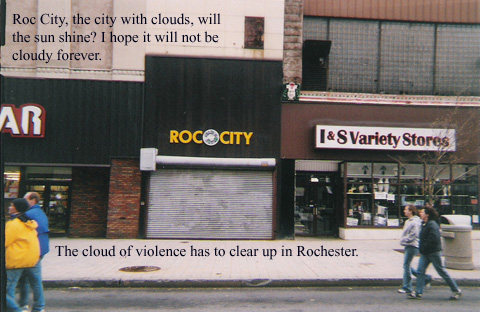 Roc City, the city with clouds, will
the sun shine? I hope it will not be
cloudy forever.
AR
ROC CITY
I & S Variety Stores
The cloud of violence has to clear up in Rochester.